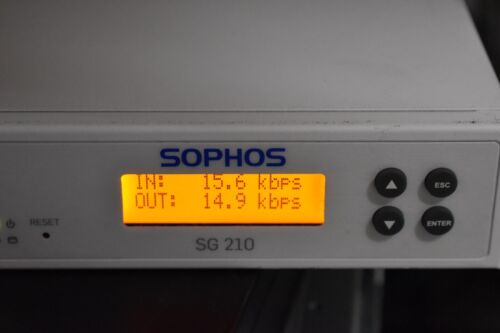 SOPHOS
IN: 15.6 kbps
OUT: 14.9 kbps
ESC
ENTER
RESET
SG 210